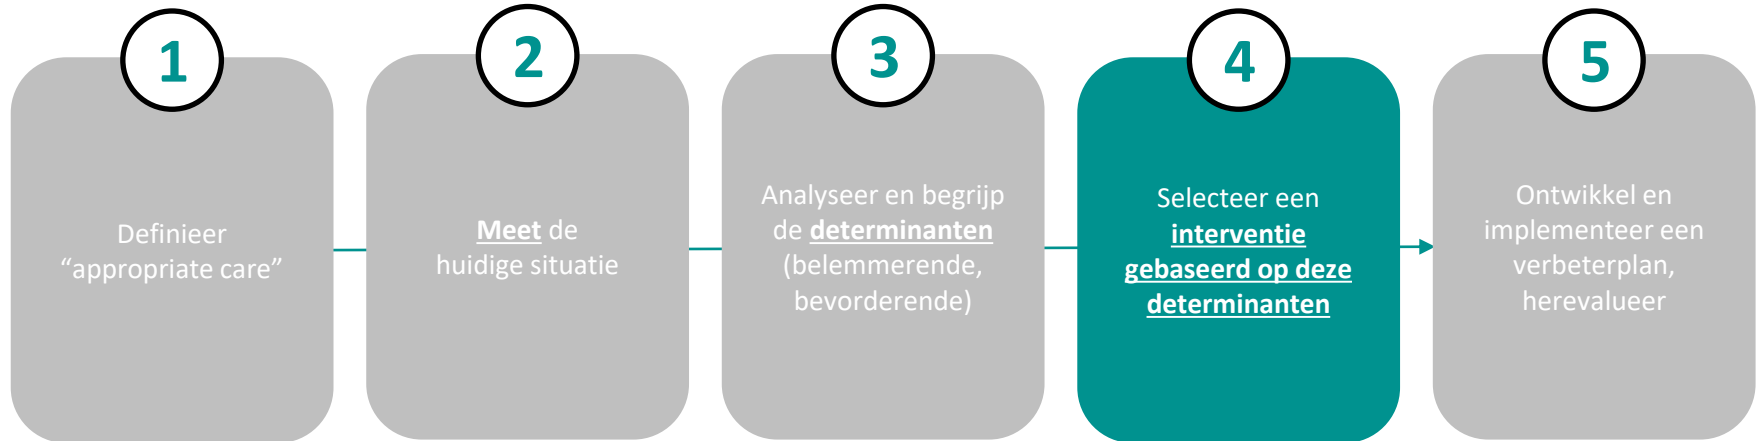 1
Definieer
“appropriate care”
2
Meet de
huidige situatie
3
Analyseer en begrijp
de determinanten
(belemmerende,
bevorderende)
4
Selecteer een
interventie
gebaseerd op deze
determinanten
5
Ontwikkel en
implementeer een
verbeterplan,
herevalueer